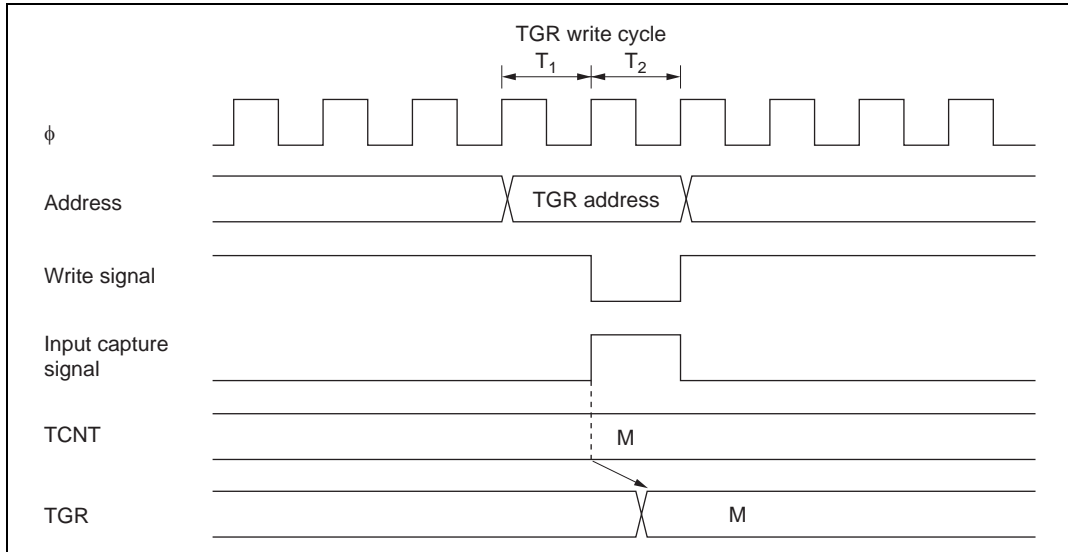 TGR write cycle
T1 T2
ϕ
Address
TGR address
Write signal
Input capture
signal
TCNT
M
TGR
M